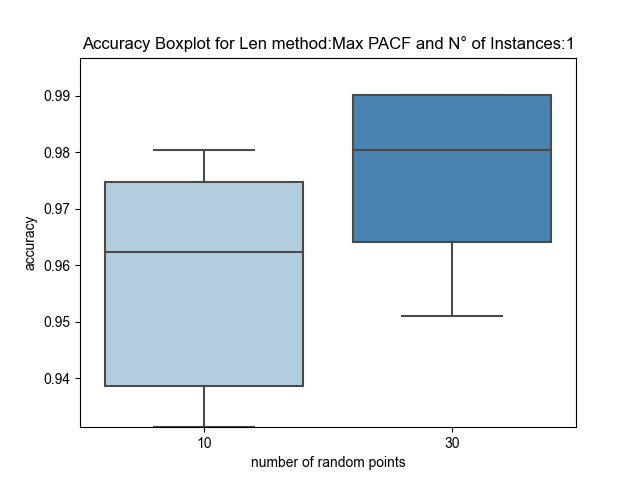 Accuracy Boxplot for Len method:Max PACF and N° of Instances:1
0.99
0.98
0.97
0.96
0.95
0.94
accuracy
10 30
number of random points